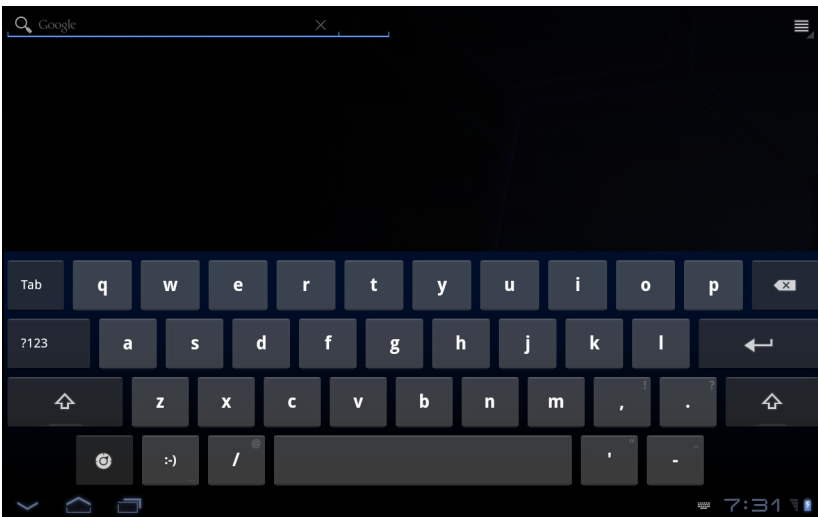 Google
Tab q w e r t y u i o p
?123 a s d f g h j k l
z x c v b n m , ! . ?
:-) / @ ' " - _
7:31